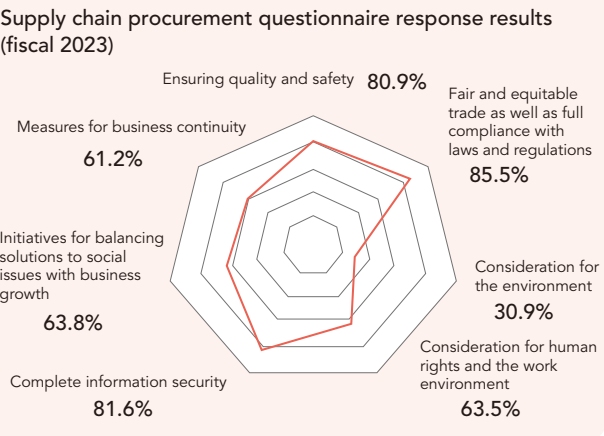 Supply chain procurement questionnaire response results
(fiscal 2023)
Ensuring quality and safety 80.9%
Fair and equitable
trade as well as full
compliance with
laws and regulations
85.5%
Consideration for
the environment
30.9%
Consideration for human
rights and the work
environment
63.5%
Complete information security
81.6%
Initiatives for balancing
solutions to social
issues with business
growth
63.8%
Measures for business continuity
61.2%